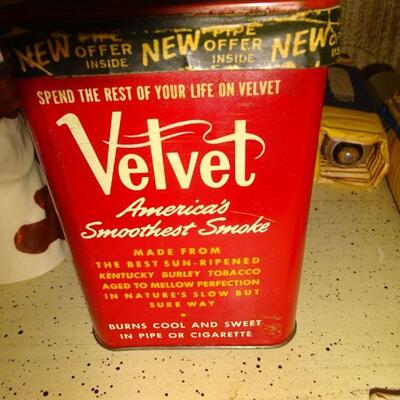 NEW PIPE OFFER INSIDE NEW PIPE OFFER INSIDE NEW
SPEND THE REST OF YOUR LIFE ON VELVET
Velvet
America's
Smoothest Smoke
MADE FROM
THE BEST SUN-RIPENED
KENTUCKY BURLEY TOBACCO
AGED TO MELLOW PERFECTION
IN NATURE'S SLOW BUT
SURE WAY
BURNS COOL AND SWEET
IN PIPE OR CIGARETTE